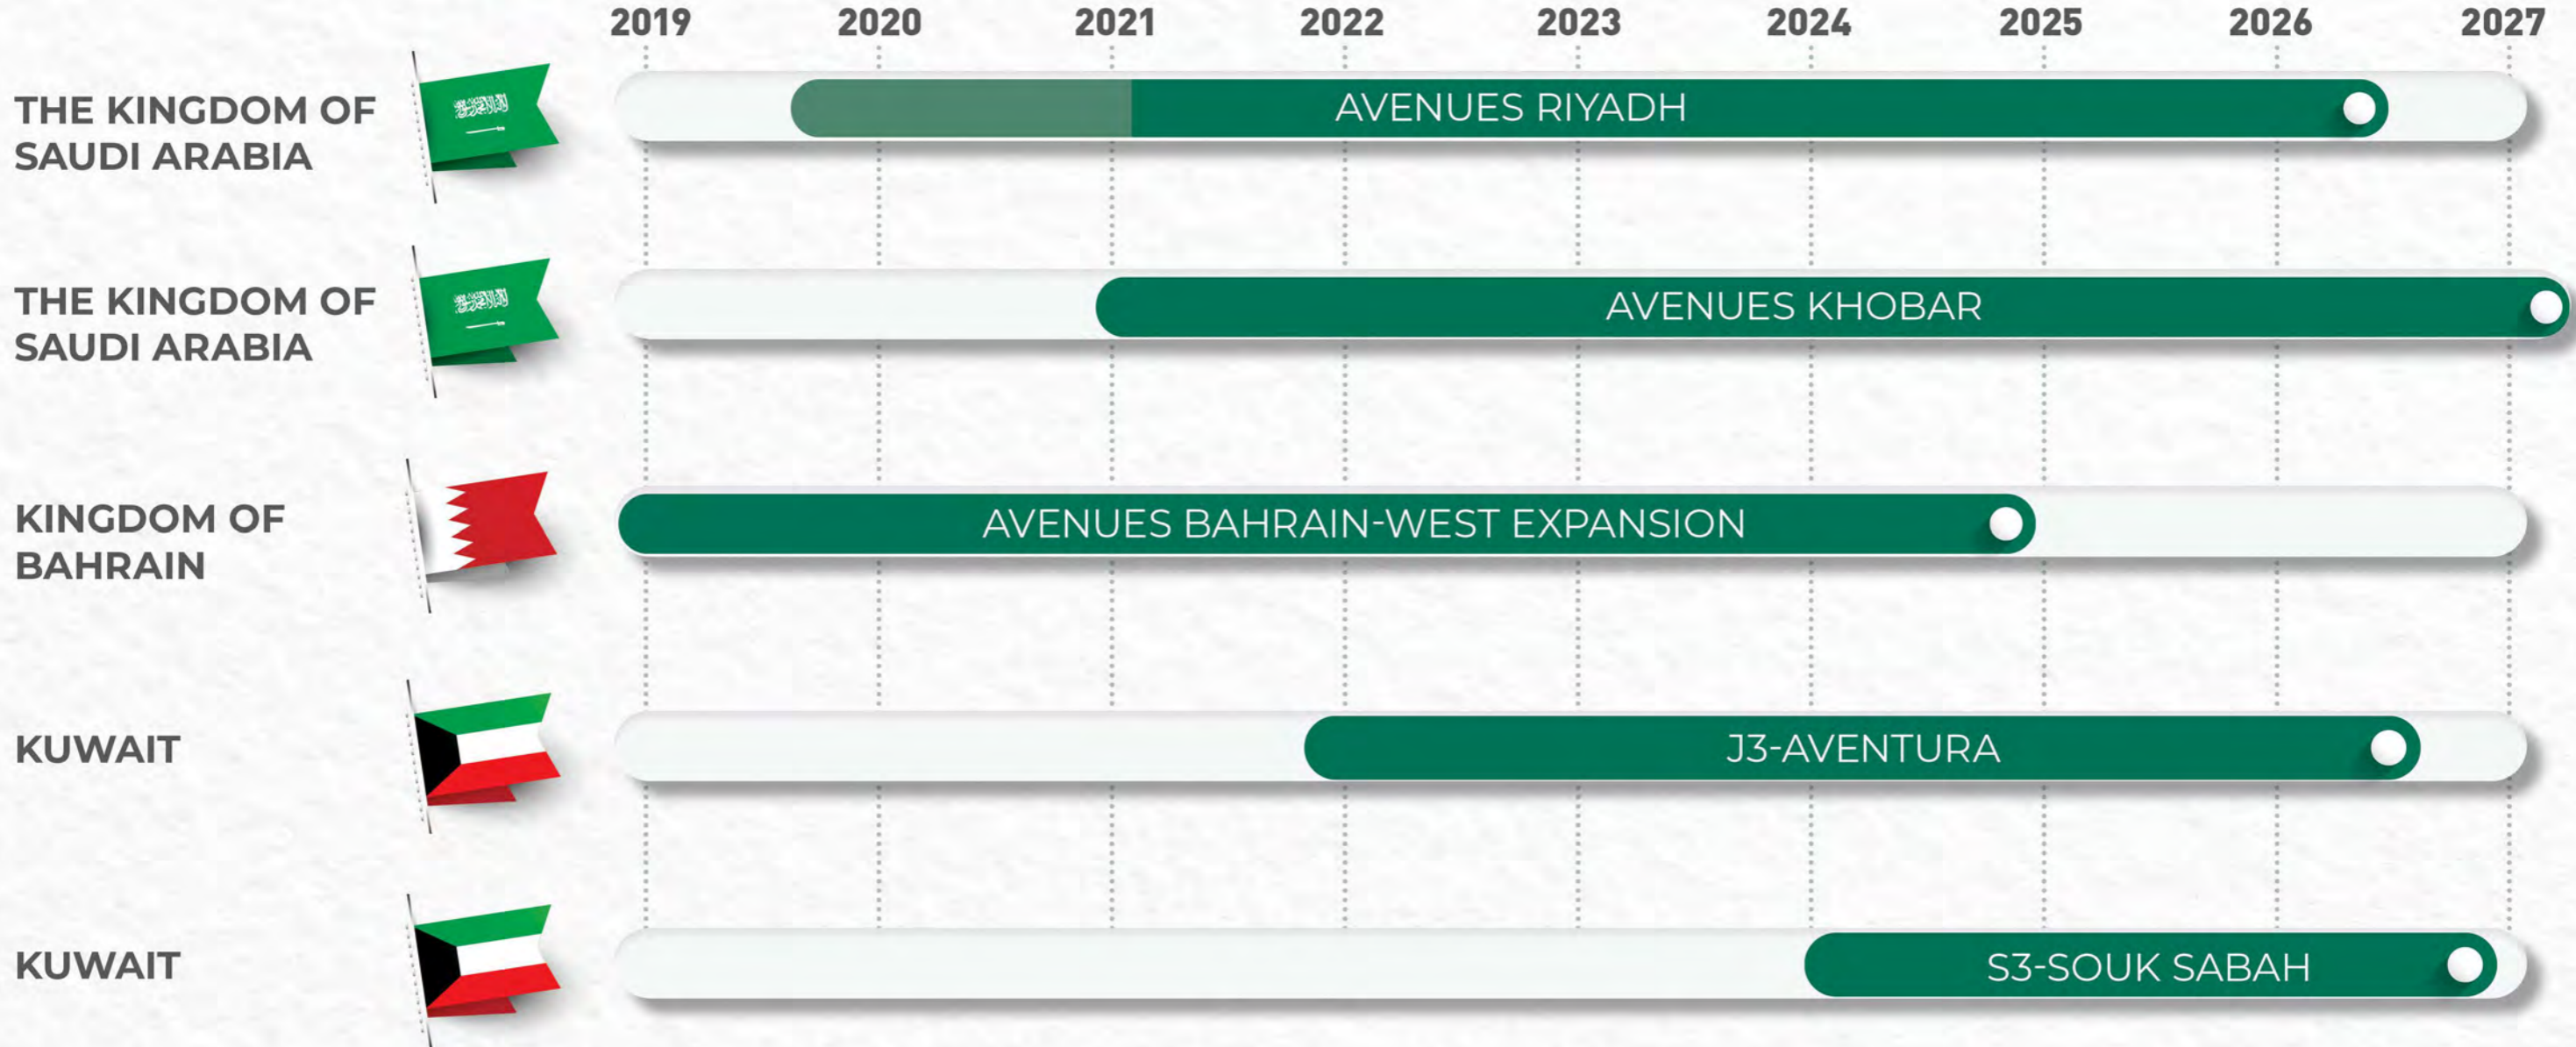 2019 2020 2021 2022 2023 2024 2025 2026 2027
THE KINGDOM OF
SAUDI ARABIA
AVENUES RIYADH
THE KINGDOM OF
SAUDI ARABIA
AVENUES KHOBAR
KINGDOM OF
BAHRAIN
AVENUES BAHRAIN-WEST EXPANSION
KUWAIT
J3-AVENTURA
KUWAIT
S3-SOUK SABAH